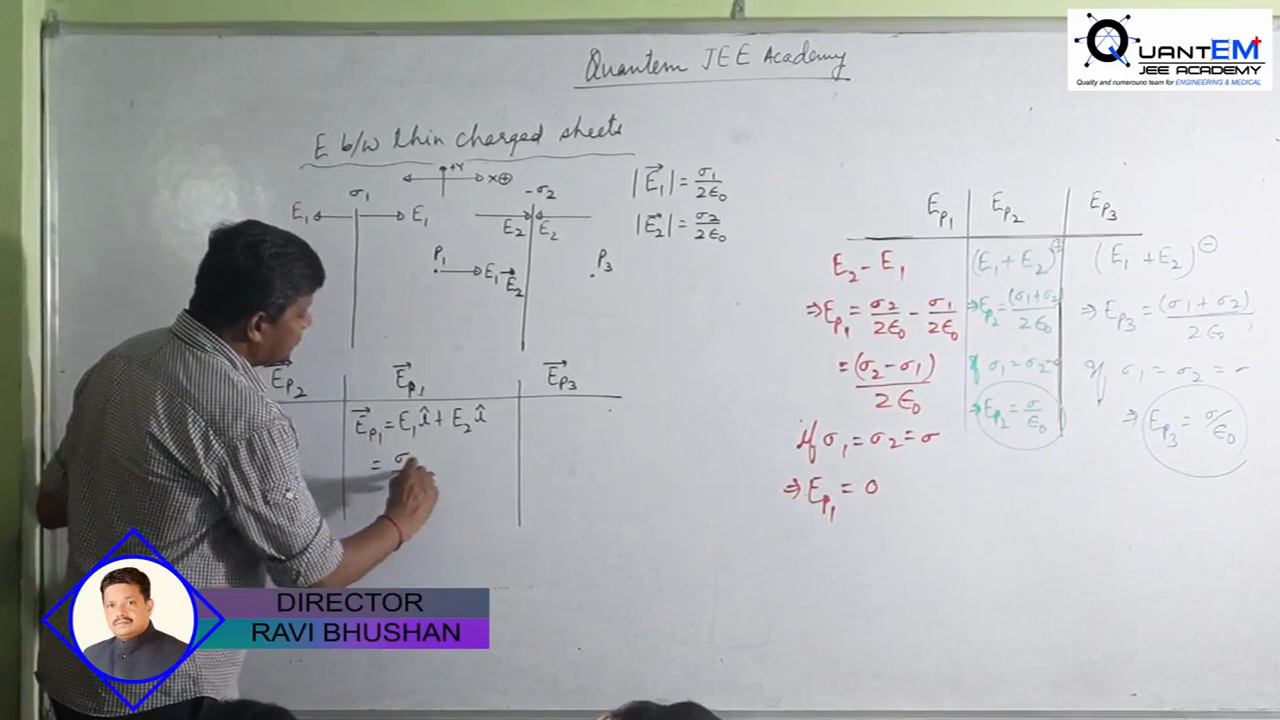 QUANTEM
JEE ACADEMY
Quality and numerouno team for ENGINEERING & MEDICAL
Quantem JEE Academy
E b/w thin charged sheets
+Y
X⊕
σ₁
-σ₂
E₁
E₁
E₂
E₂
P₁
E₁
E₂
P₃
|E⃗₁| = σ₁/2ε₀
|E⃗₂| = σ₂/2ε₀
E⃗p₂
E⃗p₁
E⃗p₃
E⃗p₁ = E₁î + E₂î
= σ
Ep₁
Ep₂
Ep₃
E₂ - E₁
⇒ Ep₁ = σ₂/2ε₀ - σ₁/2ε₀
= (σ₂ - σ₁)/2ε₀
if σ₁ = σ₂ = σ
⇒ Ep₁ = 0
(E₁ + E₂)⊕
⇒ Ep₂ = (σ₁ + σ₂)/2ε₀
if σ₁ = σ₂ = σ
⇒ Ep₂ = σ/ε₀
(E₁ + E₂)⊖
⇒ Ep₃ = (σ₁ + σ₂)/2ε₀
if σ₁ = σ₂ = σ
⇒ Ep₃ = σ/ε₀
DIRECTOR
RAVI BHUSHAN